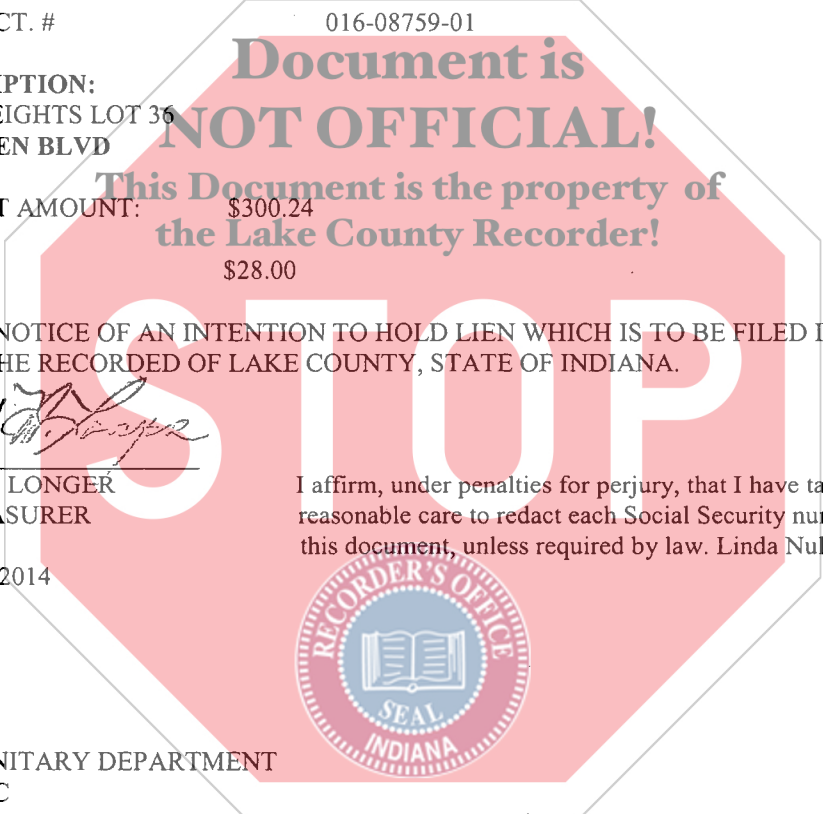 CT. # 016-08759-01
Document is
IPTION:
EIGHTS LOT 36
NOT OFFICIAL!
EN BLVD
This Document is the property of
T AMOUNT: $300.24
the Lake County Recorder!
$28.00
STOP
NOTICE OF AN INTENTION TO HOLD LIEN WHICH IS TO BE FILED I
HE RECORDED OF LAKE COUNTY, STATE OF INDIANA.
LONGER
ASURER
I affirm, under penalties for perjury, that I have ta
reasonable care to redact each Social Security nu
this document, unless required by law. Linda Nul
2014
RECORDER'S OFFICE
SEAL
INDIANA
NITARY DEPARTMENT
C